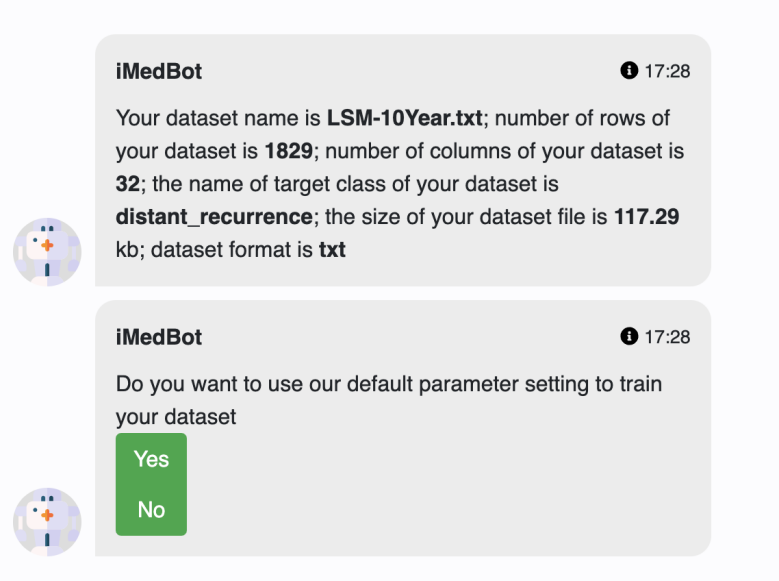 iMedBot 17:28
Your dataset name is LSM-10Year.txt; number of rows of
your dataset is 1829; number of columns of your dataset is
32; the name of target class of your dataset is
distant_recurrence; the size of your dataset file is 117.29
kb; dataset format is txt
iMedBot 17:28
Do you want to use our default parameter setting to train
your dataset
Yes
No